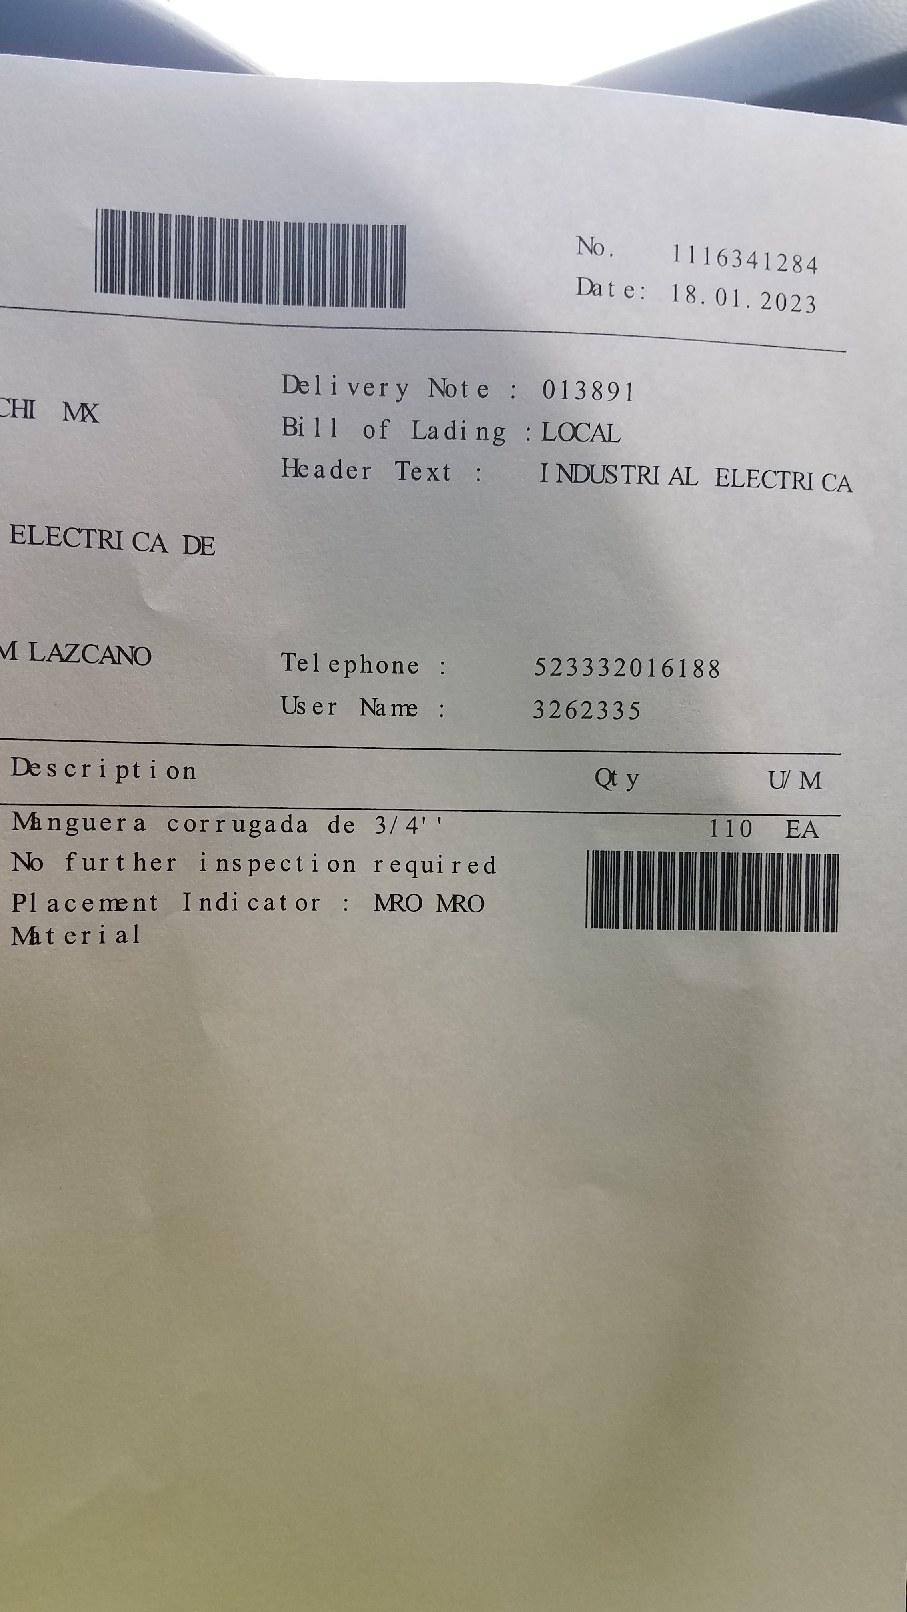 No. 1116341284
Date: 18.01.2023
CHI MX
Delivery Note : 013891
Bill of Lading : LOCAL
Header Text : INDUSTRIAL ELECTRICA
ELECTRICA DE
M LAZCANO
Telephone : 523332016188
User Name : 3262335
Description Qty U/M
Manguera corrugada de 3/4'' 110 EA
No further inspection required
Placement Indicator : MRO MRO
Material